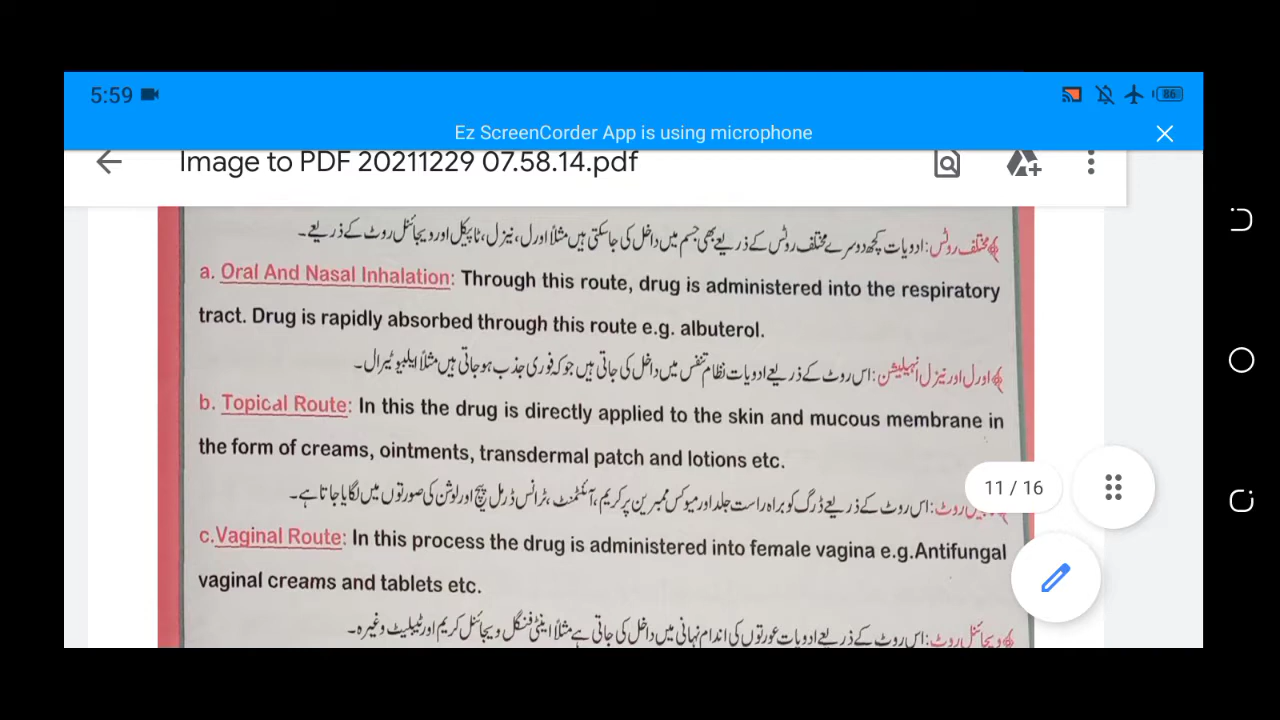 5:59
86
Ez ScreenCorder App is using microphone
Image to PDF 20211229 07.58.14.pdf
مختلف روٹس: ادویات کچھ دوسرے مختلف روٹس کے ذریعے بھی جسم میں داخل کی جاسکتی ہیں مثلاً اورل، نیزل، ٹاپیکل اور ویجائنل روٹ کے ذریعے۔
a. Oral And Nasal Inhalation: Through this route, drug is administered into the respiratory
tract. Drug is rapidly absorbed through this route e.g. albuterol.
اورل اور نیزل انہیلیشن: اس روٹ کے ذریعے ادویات نظام تنفس میں داخل کی جاتی ہیں جو کہ فوری جذب ہو جاتی ہیں مثلاً ایلبیوٹیرال۔
b. Topical Route: In this the drug is directly applied to the skin and mucous membrane in
the form of creams, ointments, transdermal patch and lotions etc.
روٹ: اس روٹ کے ذریعے ڈرگ کو براہ راست جلد اور میوکس ممبرین پر کریم، آئنٹمنٹ، ٹرانس ڈرمل پیچ اور لوشن کی صورتوں میں لگایا جاتا ہے۔
11 / 16
c.Vaginal Route: In this process the drug is administered into female vagina e.g.Antifungal
vaginal creams and tablets etc.
ویجائنل روٹ: اس روٹ کے ذریعے ادویات عورتوں کی اندام نہانی میں داخل کی جاتی ہے مثلاً اینٹی فنگل ویجائنل کریم اور ٹیبلیٹ وغیرہ۔